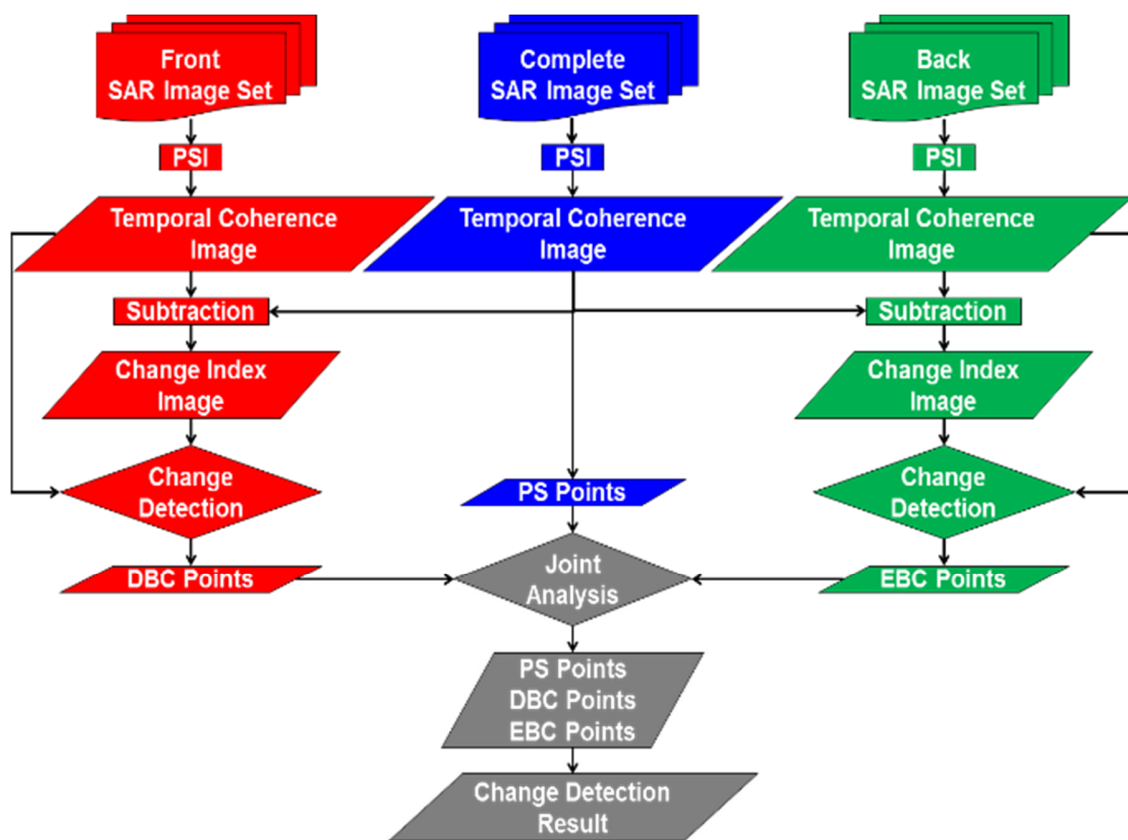 Front
SAR Image Set
Complete
SAR Image Set
Back
SAR Image Set
PSI
PSI
PSI
Temporal Coherence
Image
Temporal Coherence
Image
Temporal Coherence
Image
Subtraction
Subtraction
Change Index
Image
Change Index
Image
Change
Detection
PS Points
Change
Detection
DBC Points
Joint
Analysis
EBC Points
PS Points
DBC Points
EBC Points
Change Detection
Result